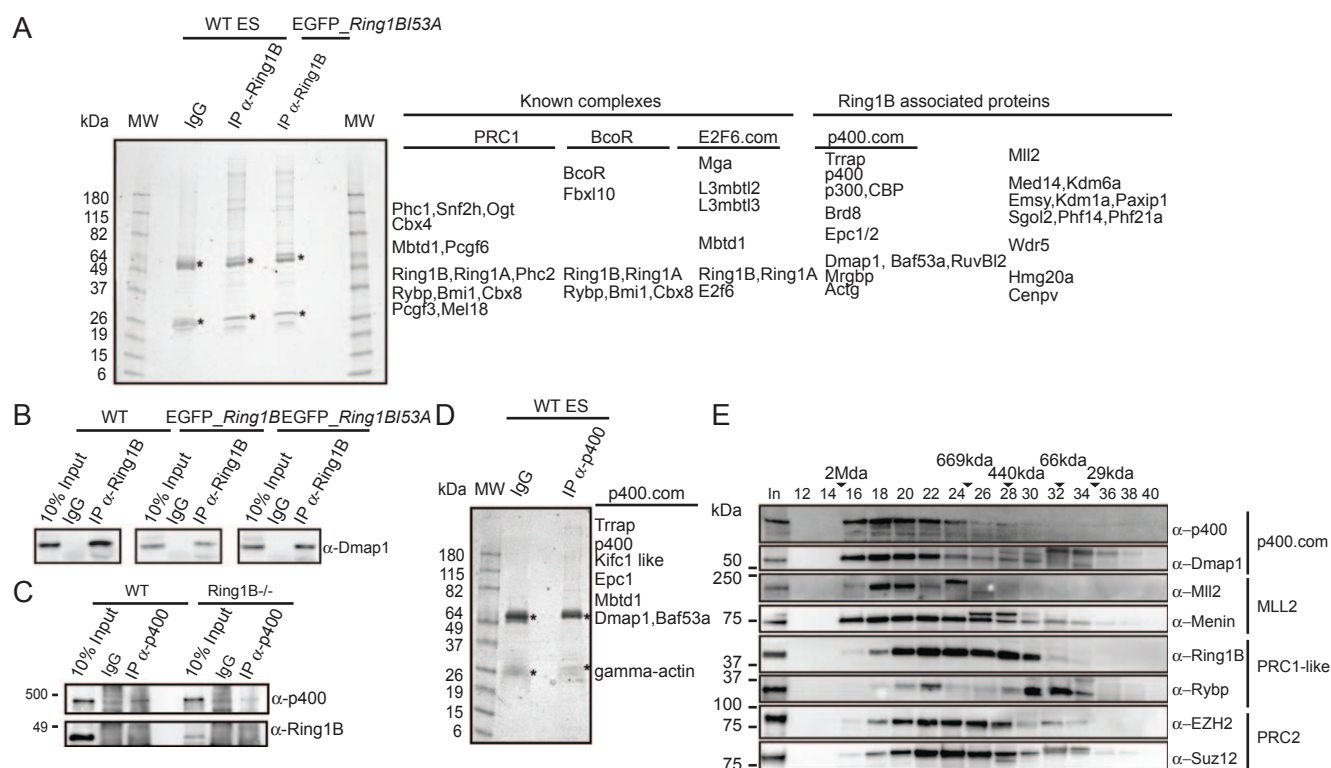 A
WT ES EGFP_Ring1BI53A
kDa MW IgG IP α-Ring1B IP α-Ring1B MW
180
115
82
64
49
37
26
19
15
6
Known complexes
PRC1 BcoR E2F6.com
Phc1,Snf2h,Ogt
Cbx4
Mbtd1,Pcgf6
Ring1B,Ring1A,Phc2
Rybp,Bmi1,Cbx8
Pcgf3,Mel18
BcoR
Fbxl10
Ring1B,Ring1A
Rybp,Bmi1,Cbx8
Mga
L3mbtl2
L3mbtl3
Mbtd1
Ring1B,Ring1A
E2f6
Ring1B associated proteins
p400.com
Trrap
p400
p300,CBP
Brd8
Epc1/2
Dmap1, Baf53a,RuvBl2
Mrgbp
Actg
Mll2
Med14,Kdm6a
Emsy,Kdm1a,Paxip1
Sgol2,Phf14,Phf21a
Wdr5
Hmg20a
Cenpv
B
WT EGFP_Ring1B EGFP_Ring1BI53A
10% Input IgG IP α-Ring1B 10% Input IgG IP α-Ring1B 10% Input IgG IP α-Ring1B
α-Dmap1
C
WT Ring1B-/-
10% Input IgG IP α-p400 10% Input IgG IP α-p400
500 α-p400
49 α-Ring1B
D
WT ES
kDa MW IgG IP α-p400
p400.com
180
115
82
64
49
37
26
19
15
6
Trrap
p400
Kifc1 like
Epc1
Mbtd1
Dmap1,Baf53a
gamma-actin
E
2Mda 669kda 440kda 66kda 29kda
In 12 14 16 18 20 22 24 26 28 30 32 34 36 38 40
kDa
α-p400
50 α-Dmap1
p400.com
250 α-Mll2
75 α-Menin
MLL2
37 α-Ring1B
37 α-Rybp
PRC1-like
100
75 α-EZH2
75 α-Suz12
PRC2